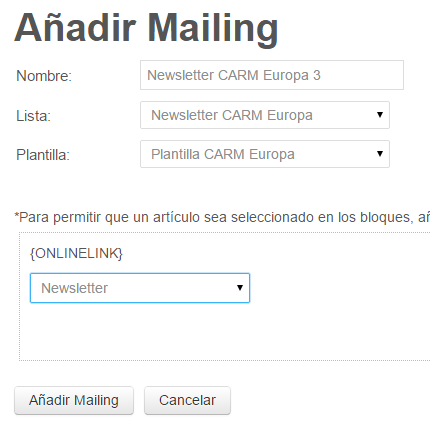 Añadir Mailing
Nombre: Newsletter CARM Europa 3
Lista: Newsletter CARM Europa
Plantilla: Plantilla CARM Europa
*Para permitir que un artículo sea seleccionado en los bloques, añ
{ONLINELINK}
Newsletter
Añadir Mailing Cancelar